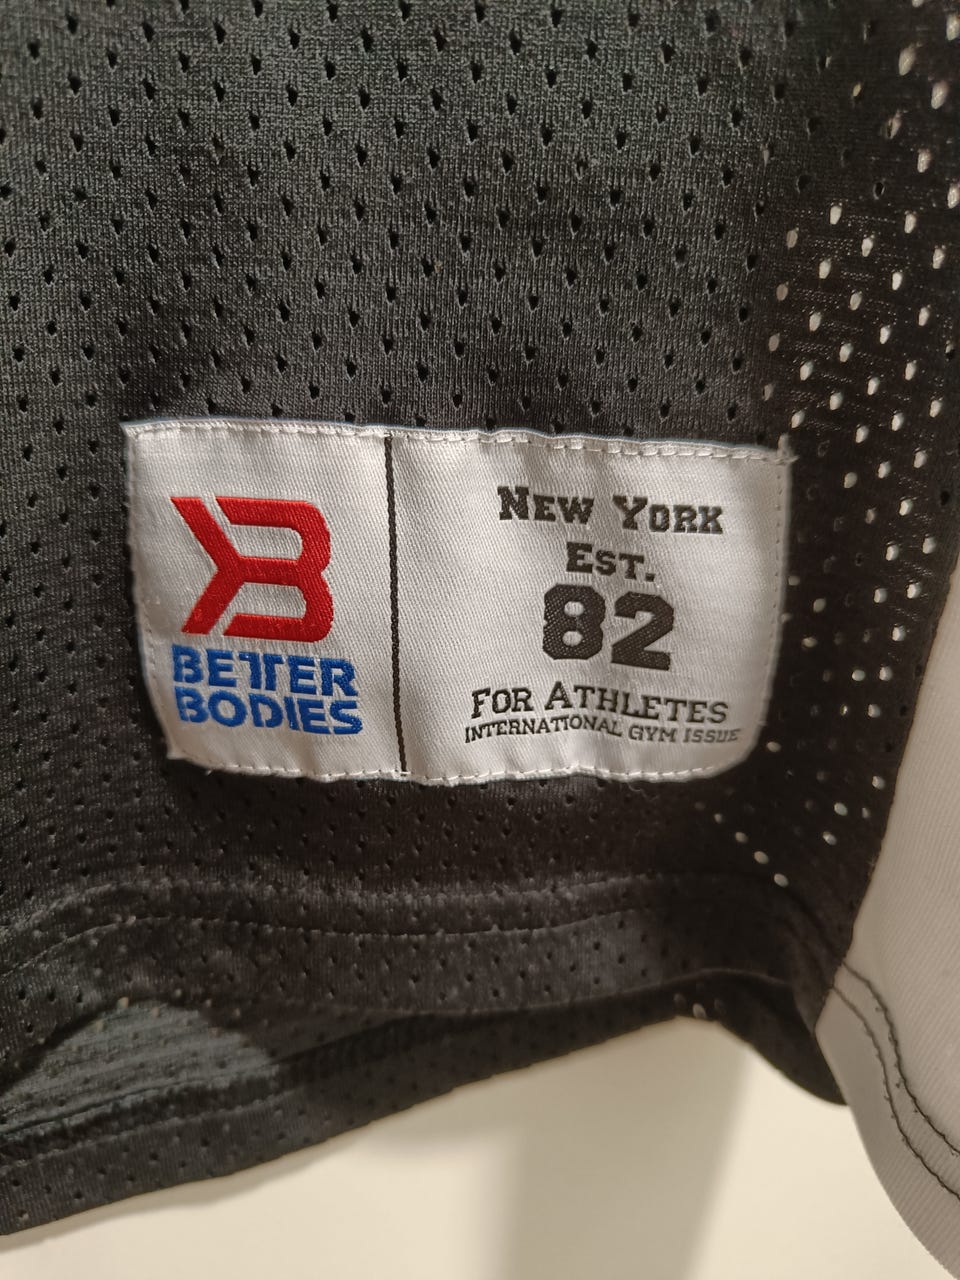 BETTER
BODIES
NEW YORK
EST.
82
FOR ATHLETES
INTERNATIONAL GYM ISSUE